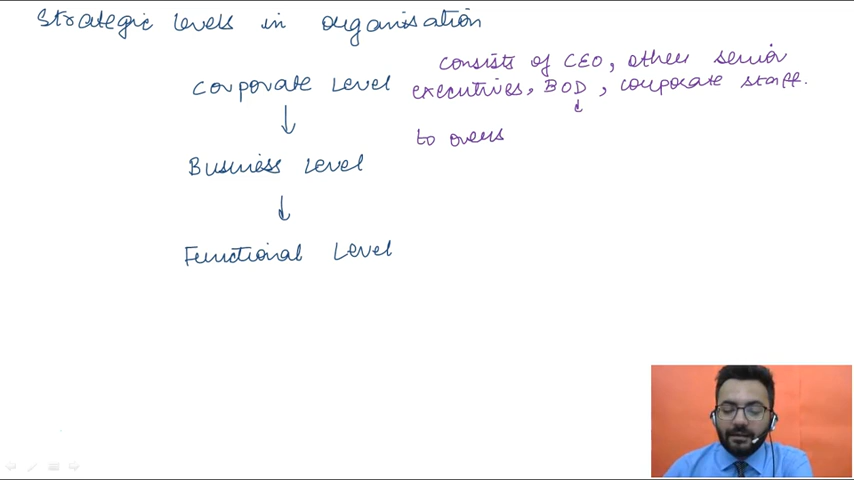 Strategic levels in organisation
Corporate Level
consists of CEO, other senior
executives, BOD, corporate staff.
to overs
Business Level
Functional Level